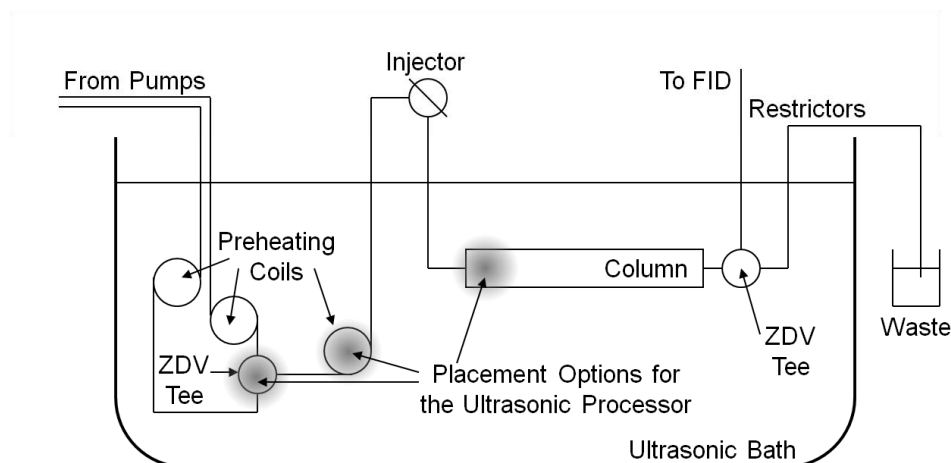 Injector
From Pumps
To FID
Restrictors
Preheating
Coils
Column
Waste
ZDV
Tee
ZDV
Tee
Placement Options for
the Ultrasonic Processor
Ultrasonic Bath